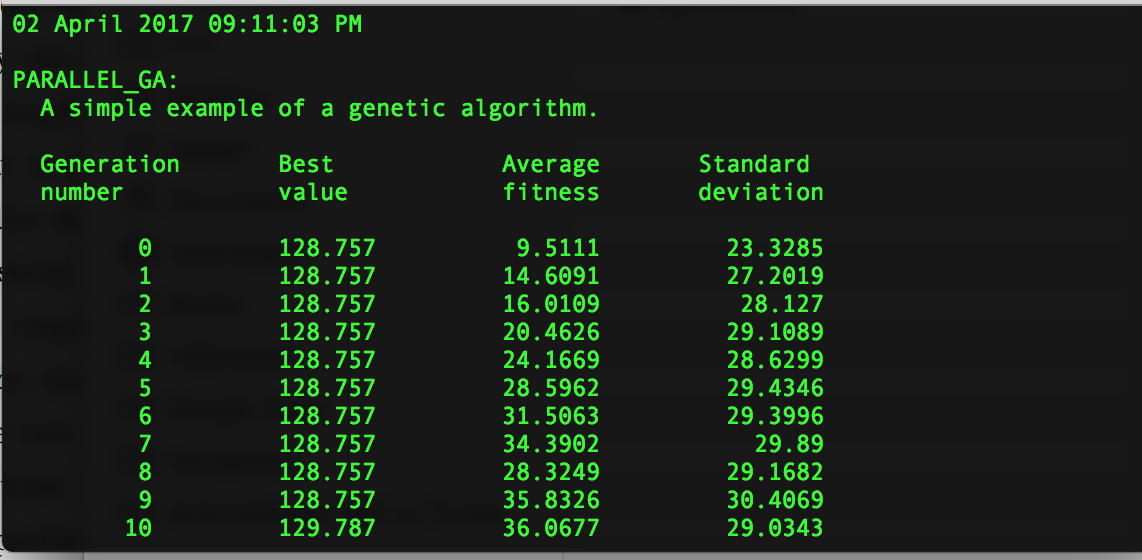 02 April 2017 09:11:03 PM
PARALLEL_GA:
A simple example of a genetic algorithm.
Generation Best Average Standard
number value fitness deviation
0 128.757 9.5111 23.3285
1 128.757 14.6091 27.2019
2 128.757 16.0109 28.127
3 128.757 20.4626 29.1089
4 128.757 24.1669 28.6299
5 128.757 28.5962 29.4346
6 128.757 31.5063 29.3996
7 128.757 34.3902 29.89
8 128.757 28.3249 29.1682
9 128.757 35.8326 30.4069
10 129.787 36.0677 29.0343